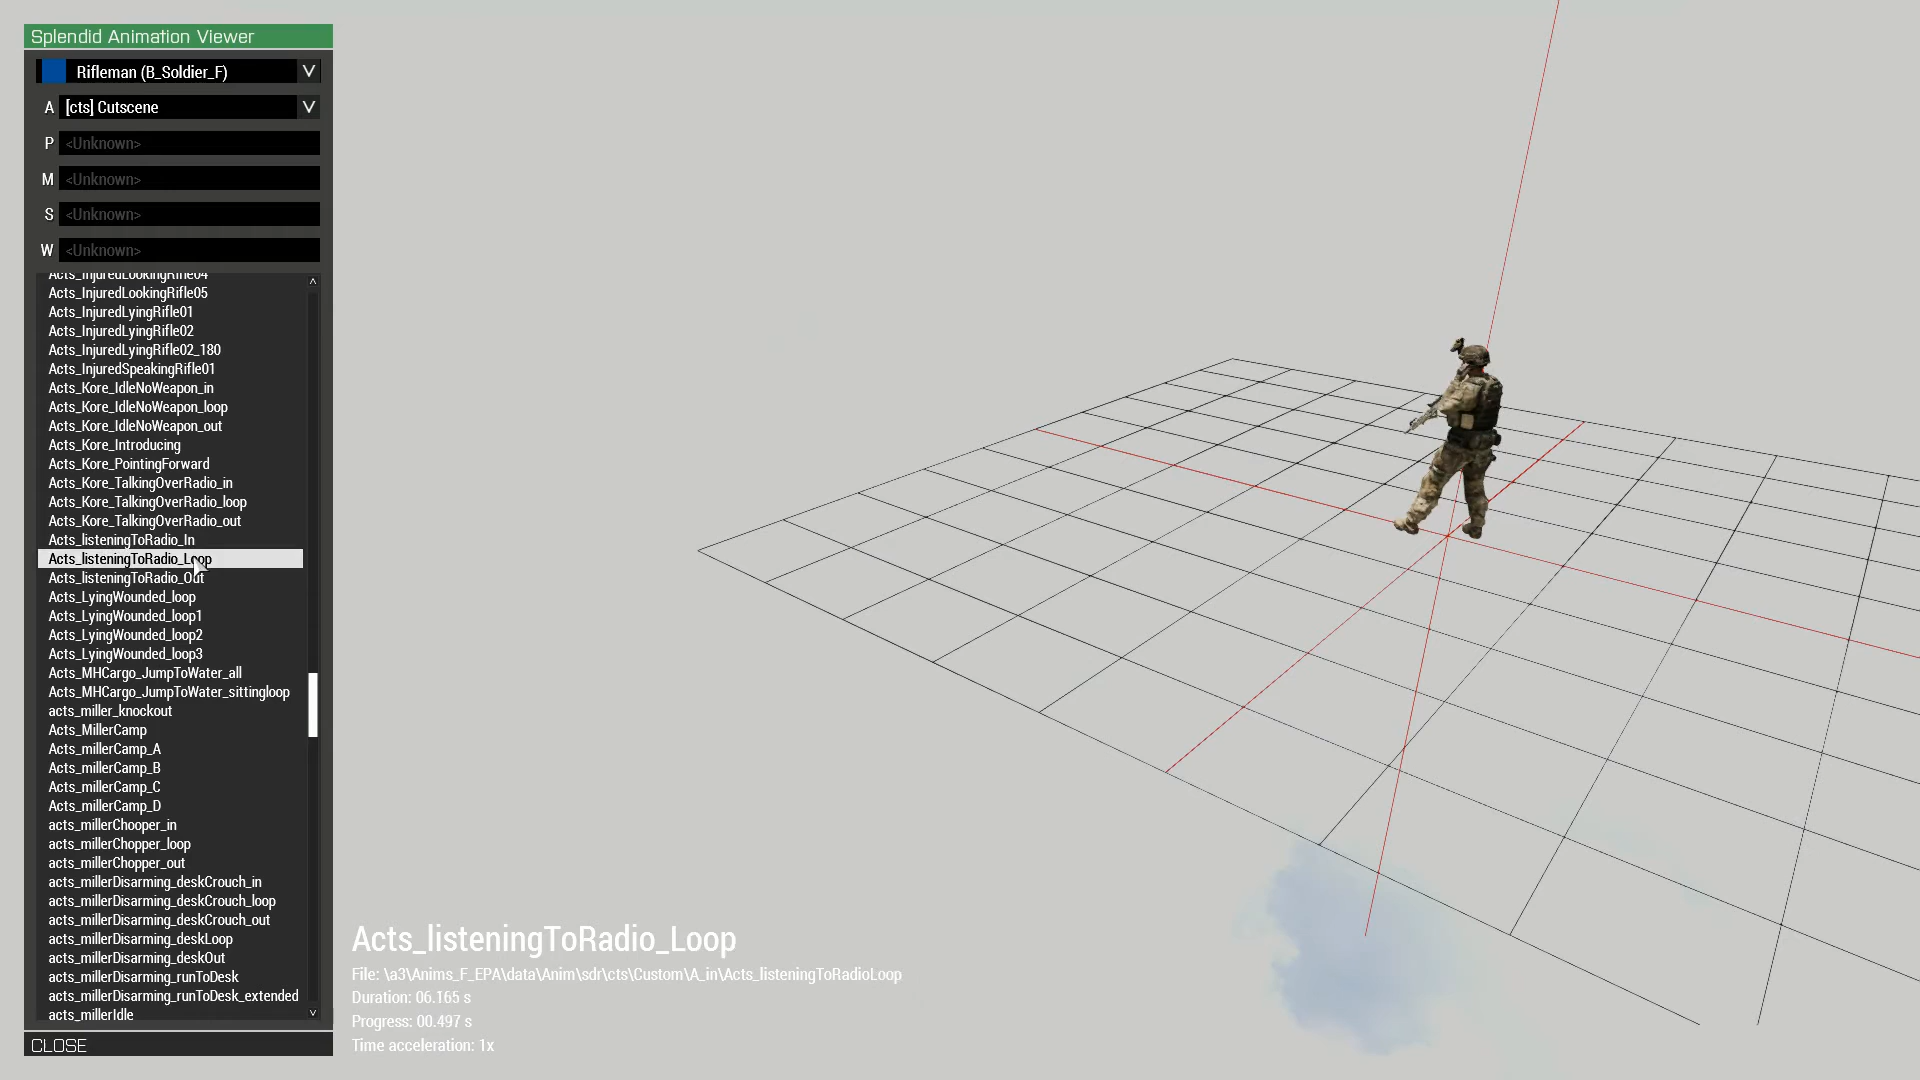 Splendid Animation Viewer
Rifleman (B_Soldier_F)
A [cts] Cutscene
P <Unknown>
M <Unknown>
S <Unknown>
W <Unknown>
Acts_InjuredLookingRifle04
Acts_InjuredLookingRifle05
Acts_InjuredLyingRifle01
Acts_InjuredLyingRifle02
Acts_InjuredLyingRifle02_180
Acts_InjuredSpeakingRifle01
Acts_Kore_IdleNoWeapon_in
Acts_Kore_IdleNoWeapon_loop
Acts_Kore_IdleNoWeapon_out
Acts_Kore_Introducing
Acts_Kore_PointingForward
Acts_Kore_TalkingOverRadio_in
Acts_Kore_TalkingOverRadio_loop
Acts_Kore_TalkingOverRadio_out
Acts_listeningToRadio_In
Acts_listeningToRadio_Loop
Acts_listeningToRadio_Out
Acts_LyingWounded_loop
Acts_LyingWounded_loop1
Acts_LyingWounded_loop2
Acts_LyingWounded_loop3
Acts_MHCargo_JumpToWater_all
Acts_MHCargo_JumpToWater_sittingloop
acts_miller_knockout
Acts_MillerCamp
Acts_millerCamp_A
Acts_millerCamp_B
Acts_millerCamp_C
Acts_millerCamp_D
acts_millerChooper_in
acts_millerChopper_loop
acts_millerChopper_out
acts_millerDisarming_deskCrouch_in
acts_millerDisarming_deskCrouch_loop
acts_millerDisarming_deskCrouch_out
acts_millerDisarming_deskLoop
acts_millerDisarming_deskOut
acts_millerDisarming_runToDesk
acts_millerDisarming_runToDesk_extended
acts_millerIdle
CLOSE
Acts_listeningToRadio_Loop
File: \a3\Anims_F_EPA\data\Anim\sdr\cts\Custom\A_in\Acts_listeningToRadioLoop
Duration: 06.165 s
Progress: 00.497 s
Time acceleration: 1x